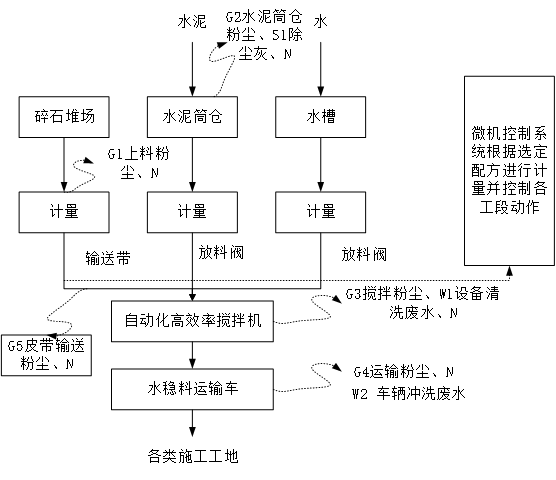 水泥
G2水泥筒仓
粉尘、S1除
尘灰、N
水
碎石堆场
水泥筒仓
水槽
微机控制系
统根据选定
配方进行计
量并控制各
工段动作
G1上料粉
尘、N
计量
计量
计量
输送带
放料阀
放料阀
G3搅拌粉尘、W1设备清
洗废水、N
自动化高效率搅拌机
G5皮带输送
粉尘、N
水稳料运输车
G4运输粉尘、N
W2 车辆冲洗废水
各类施工工地